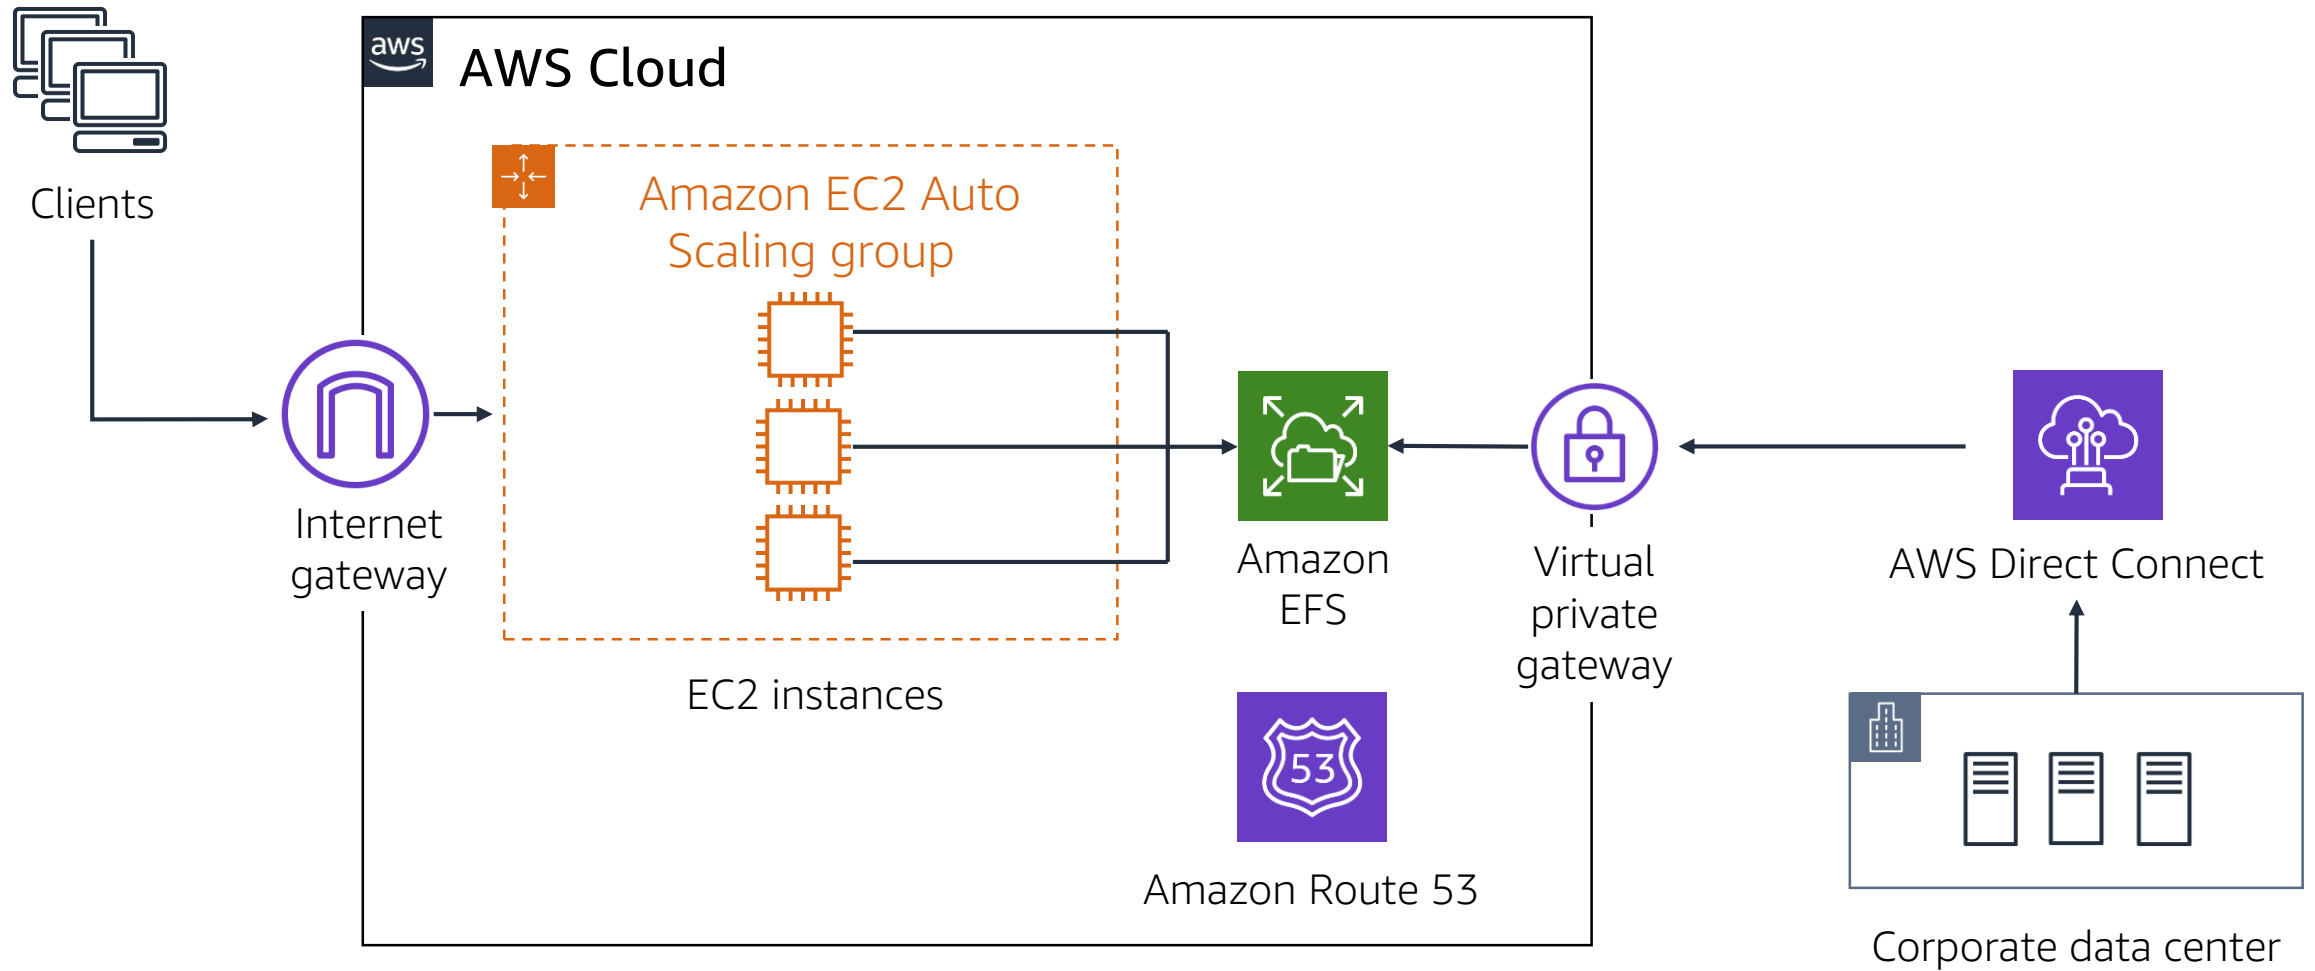 aws
AWS Cloud
Clients
Amazon EC2 Auto
Scaling group
Internet
gateway
EC2 instances
Amazon
EFS
Virtual
private
gateway
AWS Direct Connect
53
Amazon Route 53
Corporate data center